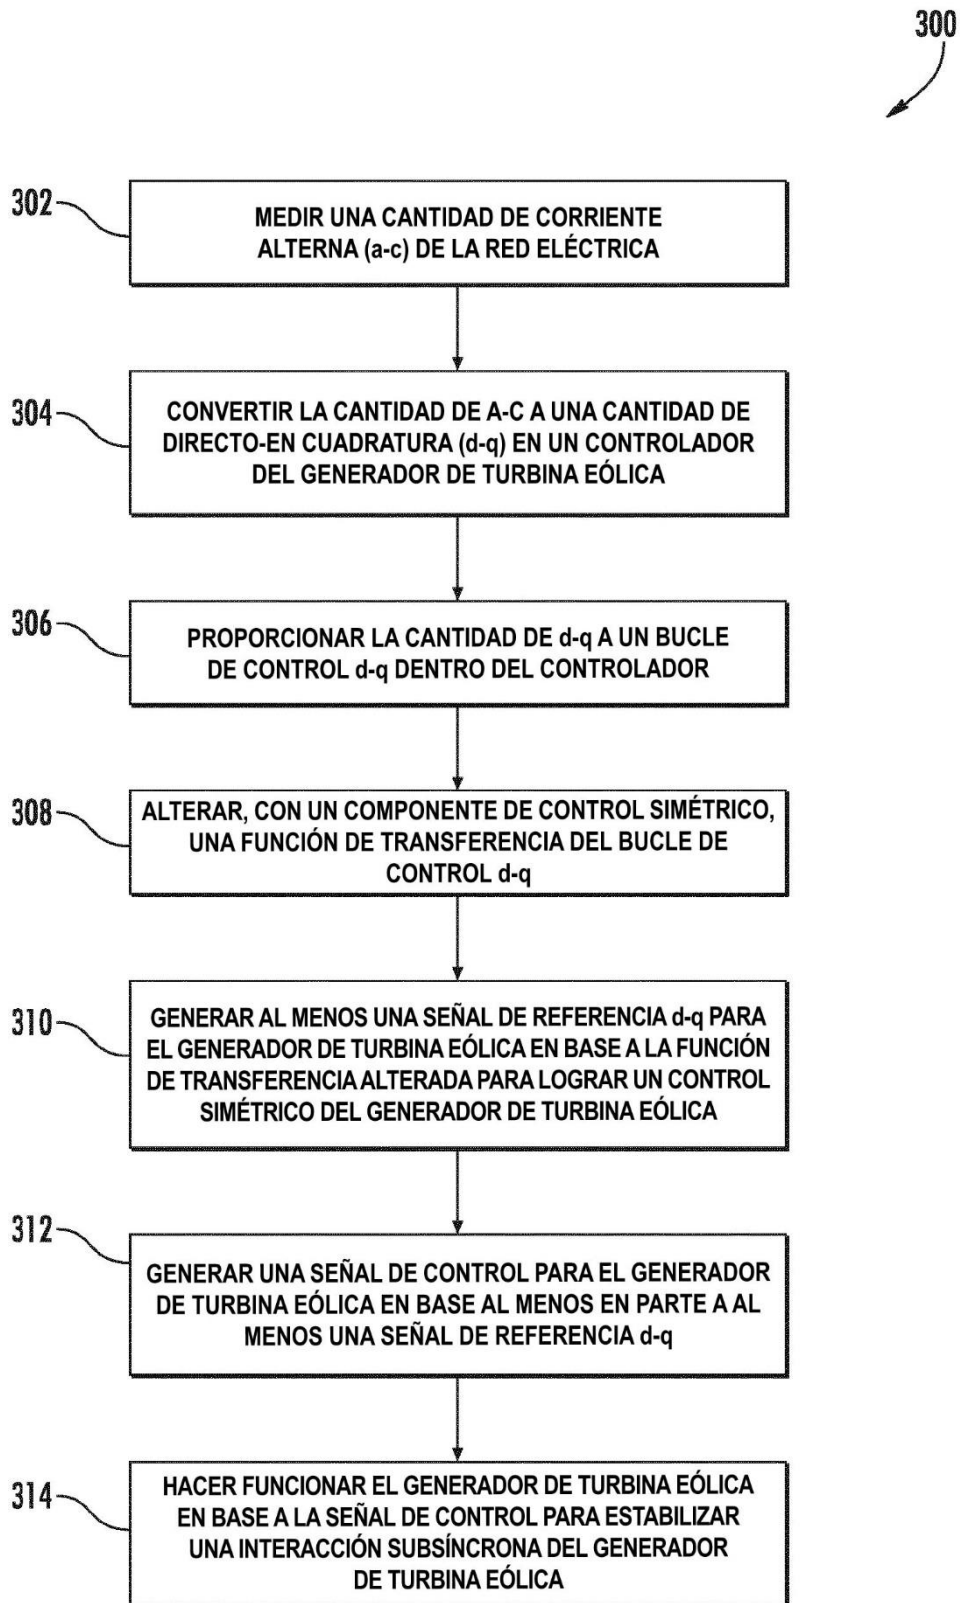 300
302
MEDIR UNA CANTIDAD DE CORRIENTE
ALTERNA (a-c) DE LA RED ELÉCTRICA
304
CONVERTIR LA CANTIDAD DE A-C A UNA CANTIDAD DE
DIRECTO-EN CUADRATURA (d-q) EN UN CONTROLADOR
DEL GENERADOR DE TURBINA EÓLICA
306
PROPORCIONAR LA CANTIDAD DE d-q A UN BUCLE
DE CONTROL d-q DENTRO DEL CONTROLADOR
308
ALTERAR, CON UN COMPONENTE DE CONTROL SIMÉTRICO,
UNA FUNCIÓN DE TRANSFERENCIA DEL BUCLE DE
CONTROL d-q
310
GENERAR AL MENOS UNA SEÑAL DE REFERENCIA d-q PARA
EL GENERADOR DE TURBINA EÓLICA EN BASE A LA FUNCIÓN
DE TRANSFERENCIA ALTERADA PARA LOGRAR UN CONTROL
SIMÉTRICO DEL GENERADOR DE TURBINA EÓLICA
312
GENERAR UNA SEÑAL DE CONTROL PARA EL GENERADOR
DE TURBINA EÓLICA EN BASE AL MENOS EN PARTE A AL
MENOS UNA SEÑAL DE REFERENCIA d-q
314
HACER FUNCIONAR EL GENERADOR DE TURBINA EÓLICA
EN BASE A LA SEÑAL DE CONTROL PARA ESTABILIZAR
UNA INTERACCIÓN SUBSÍNCRONA DEL GENERADOR
DE TURBINA EÓLICA